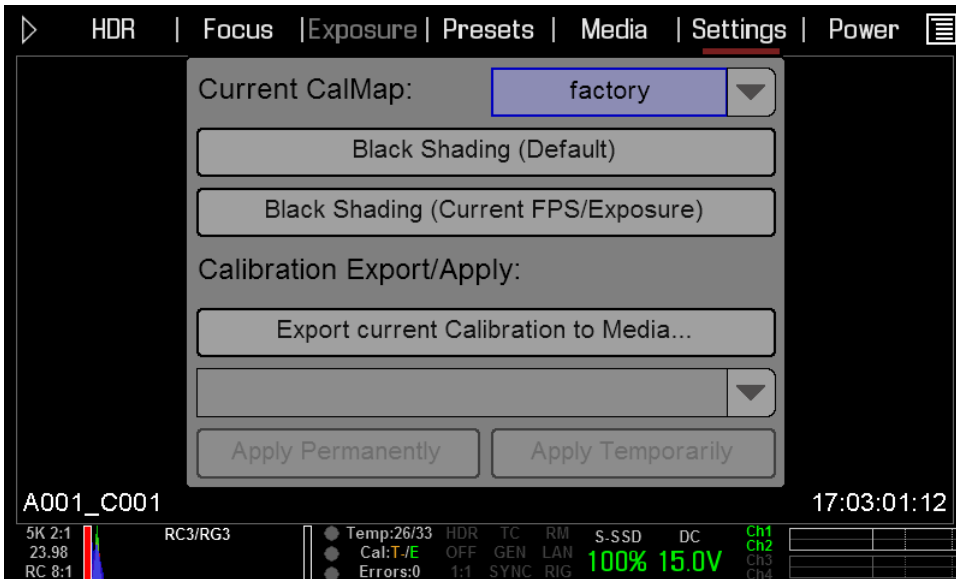 HDR | Focus | Exposure | Presets | Media | Settings | Power
Current CalMap: factory
Black Shading (Default)
Black Shading (Current FPS/Exposure)
Calibration Export/Apply:
Export current Calibration to Media...
Apply Permanently Apply Temporarily
A001_C001 17:03:01:12
5K 2:1 RC3/RG3 Temp:26/33 HDR TC RM S-SSD DC Ch1
23.98 Cal:T-/E OFF GEN LAN 100% 15.0V Ch2
RC 8:1 Errors:0 1:1 SYNC RIG Ch3
Ch4